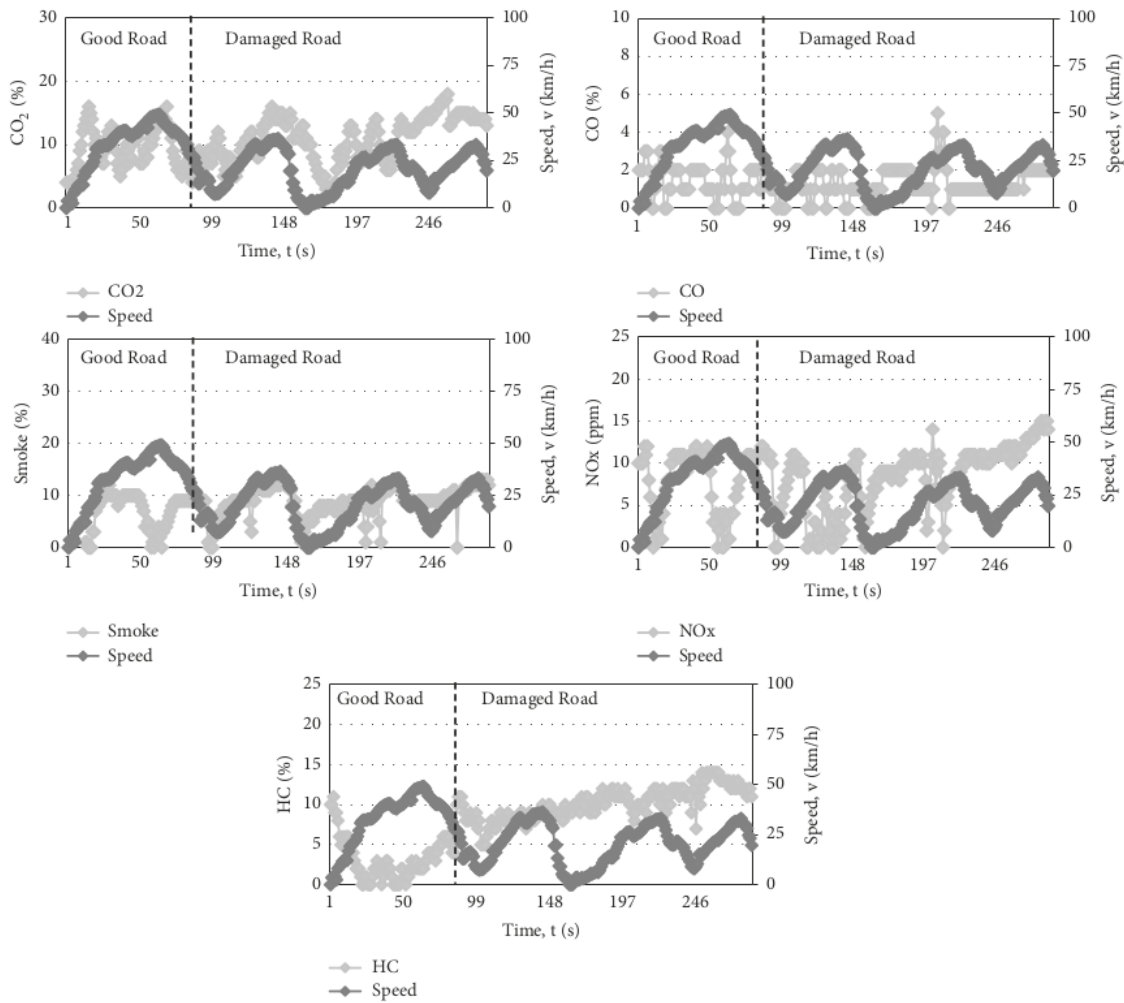 Good Road Damaged Road
CO2 (%)
30
20
10
0
100
75
50
25
0
Speed, v (km/h)
1 50 99 148 197 246
Time, t (s)
CO2
Speed
Good Road Damaged Road
CO (%)
10
8
6
4
2
0
100
75
50
25
0
Speed, v (km/h)
1 50 99 148 197 246
Time, t (s)
CO
Speed
Good Road Damaged Road
Smoke (%)
40
30
20
10
0
100
75
50
25
0
Speed, v (km/h)
1 50 99 148 197 246
Time, t (s)
Smoke
Speed
Good Road Damaged Road
NOx (ppm)
25
20
15
10
5
0
100
75
50
25
0
Speed, v (km/h)
1 50 99 148 197 246
Time, t (s)
NOx
Speed
Good Road Damaged Road
HC (%)
25
20
15
10
5
0
100
75
50
25
0
Speed, v (km/h)
1 50 99 148 197 246
Time, t (s)
HC
Speed